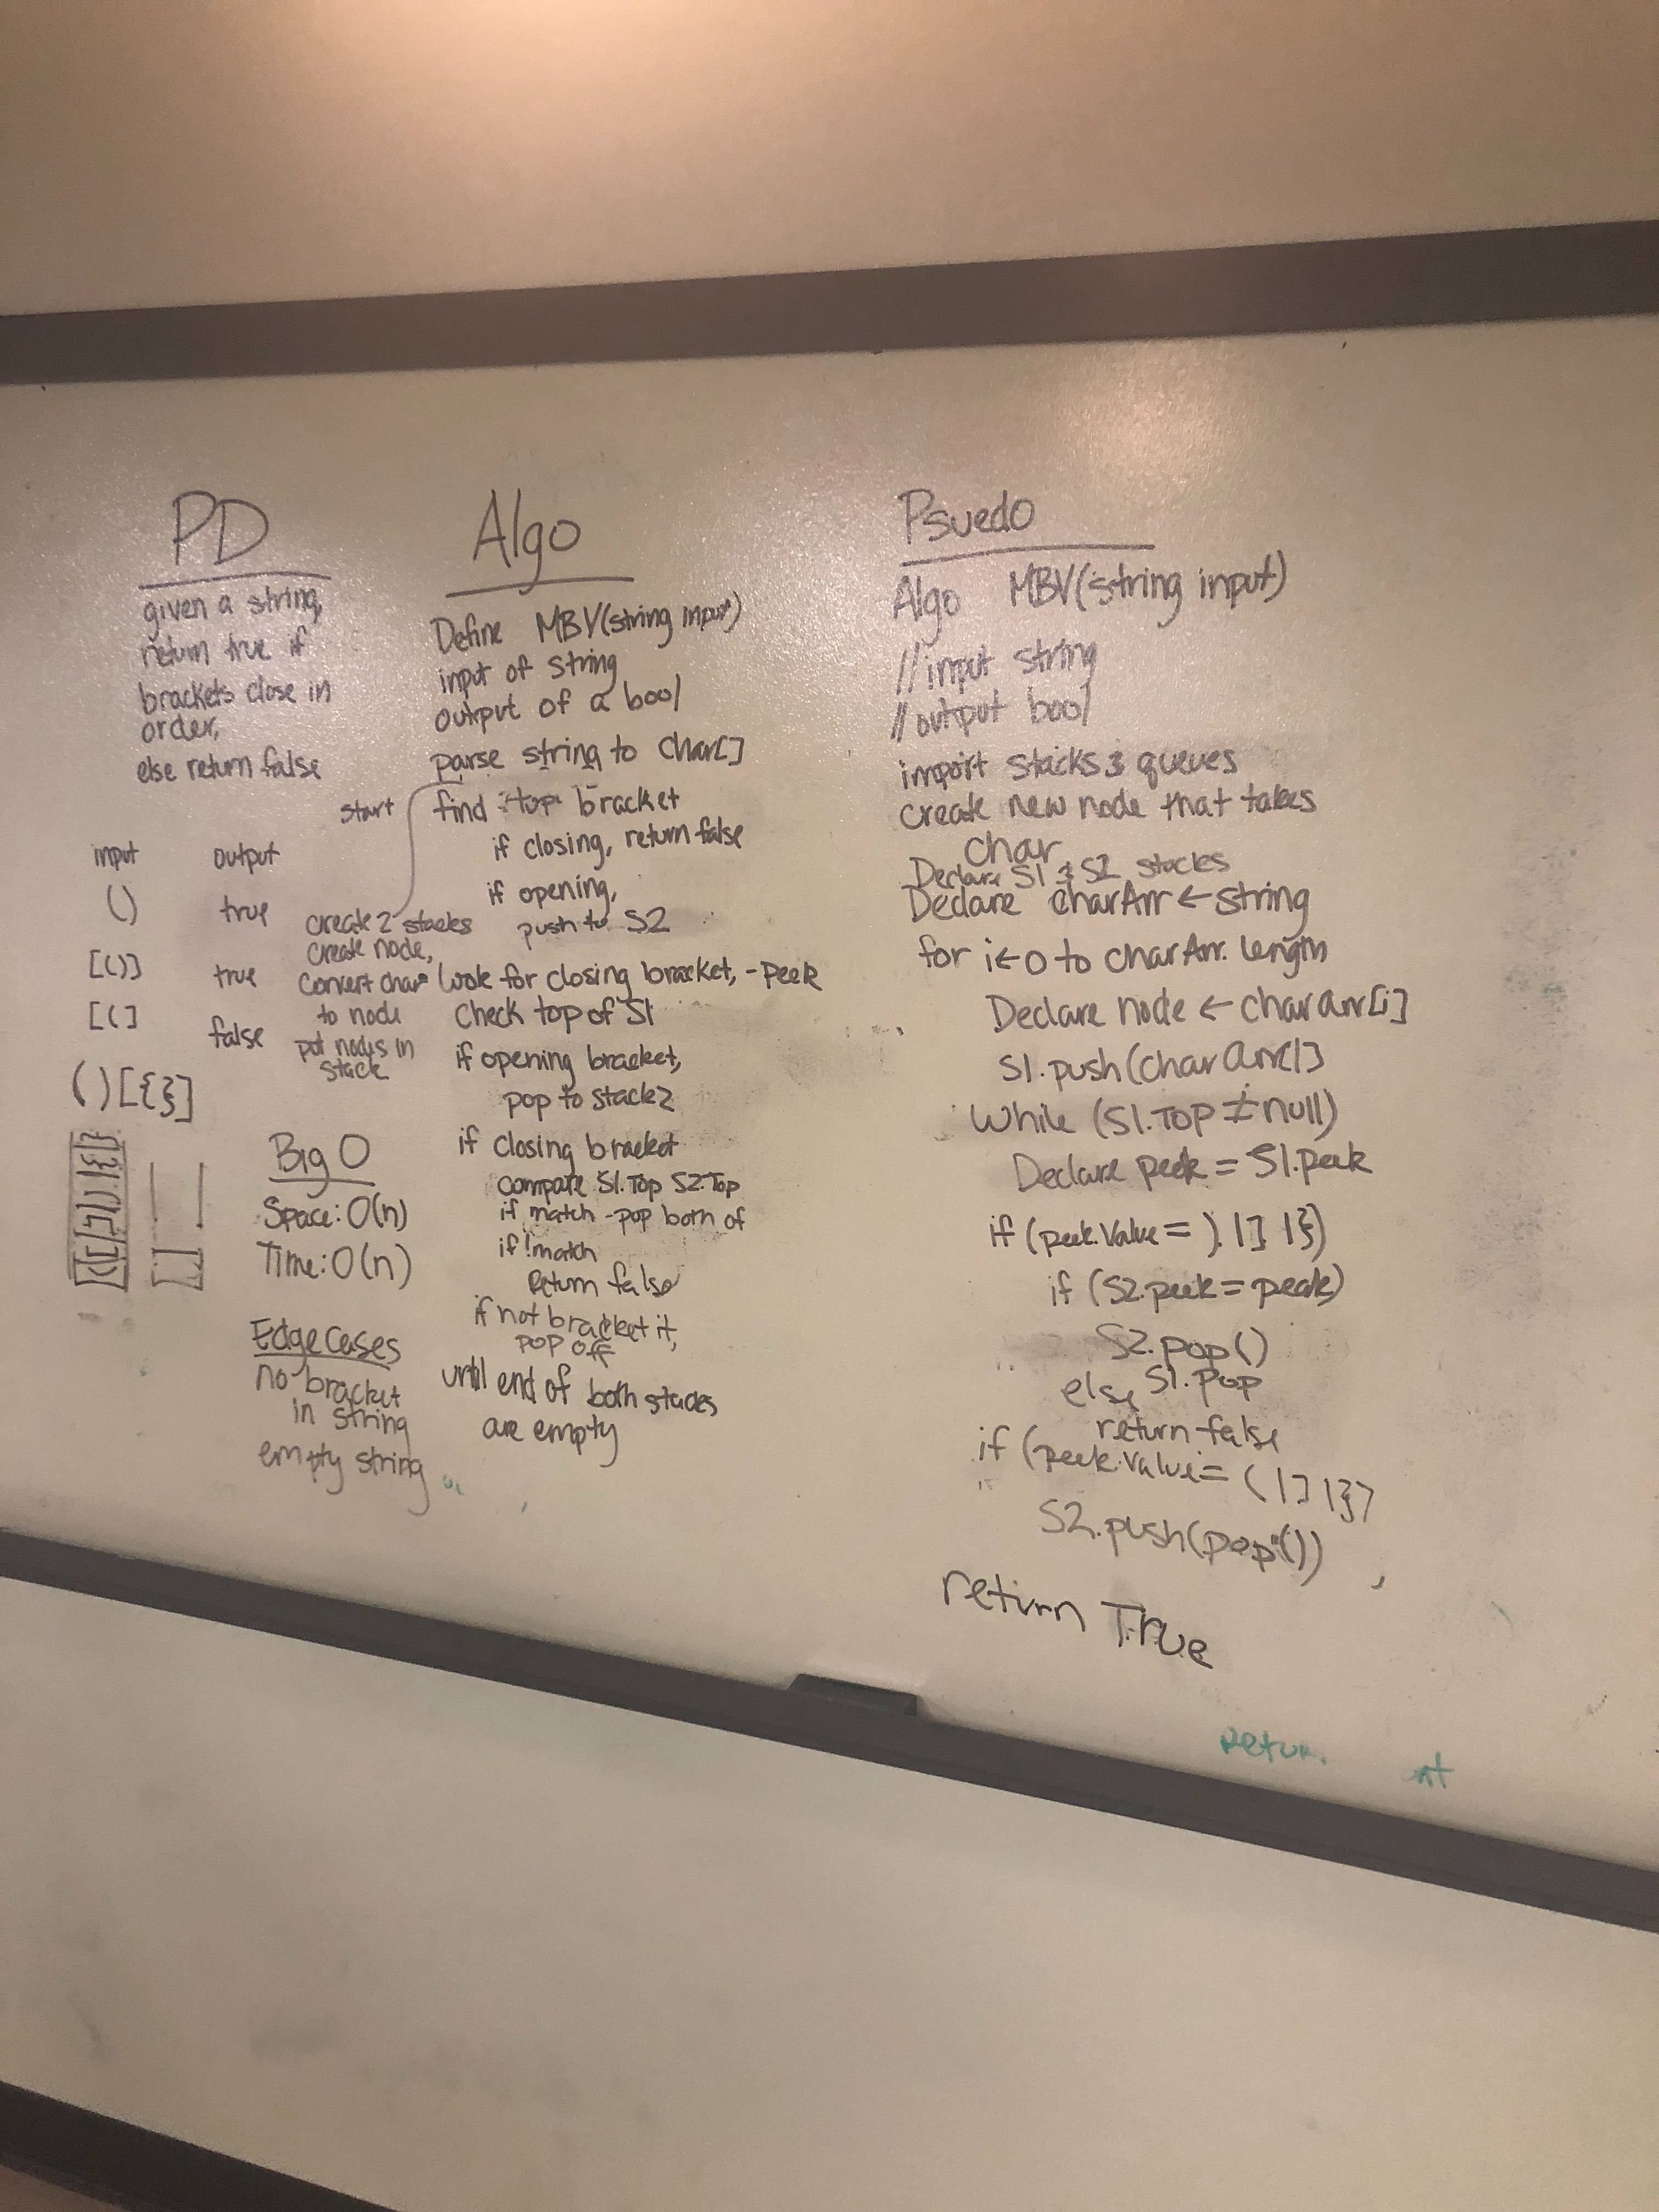 PD
given a string,
return true if
brackets close in
order,
else return false
input output
() true
[()] true
[(] false
()[{}]
Big O
Space: O(n)
Time: O(n)
Edge Cases
no bracket
in string
empty string
start
create 2 stacks
create node,
convert char
to node
put nodes in
stack
Algo
Define MBV(string input)
input of string
output of a bool
parse string to char[]
find top bracket
if closing, return false
if opening,
push to S2
look for closing bracket, - peek
check top of S1
if opening bracket,
pop to stack2
if closing bracket
compare S1.Top S2.Top
if match - pop both of
if !match
Return false
if not bracket it,
pop off
until end of both stacks
are empty
Psuedo
Algo MBV(string input)
// input string
// output bool
import stacks & queues
create new node that takes
char
Declare S1 & S2 stacks
Declare charArr ← string
for i ← 0 to charArr.length
Declare node ← charArr[i]
S1.push(charArr[]
While (S1.TOP ≠ null)
Declare peek = S1.peek
if (peek.Value = ) | ] | })
if (S2.peek = peak)
S2.pop()
S1.pop
else
return false
if (peek.Value = ( | ] | })
S2.push(pop())
return True